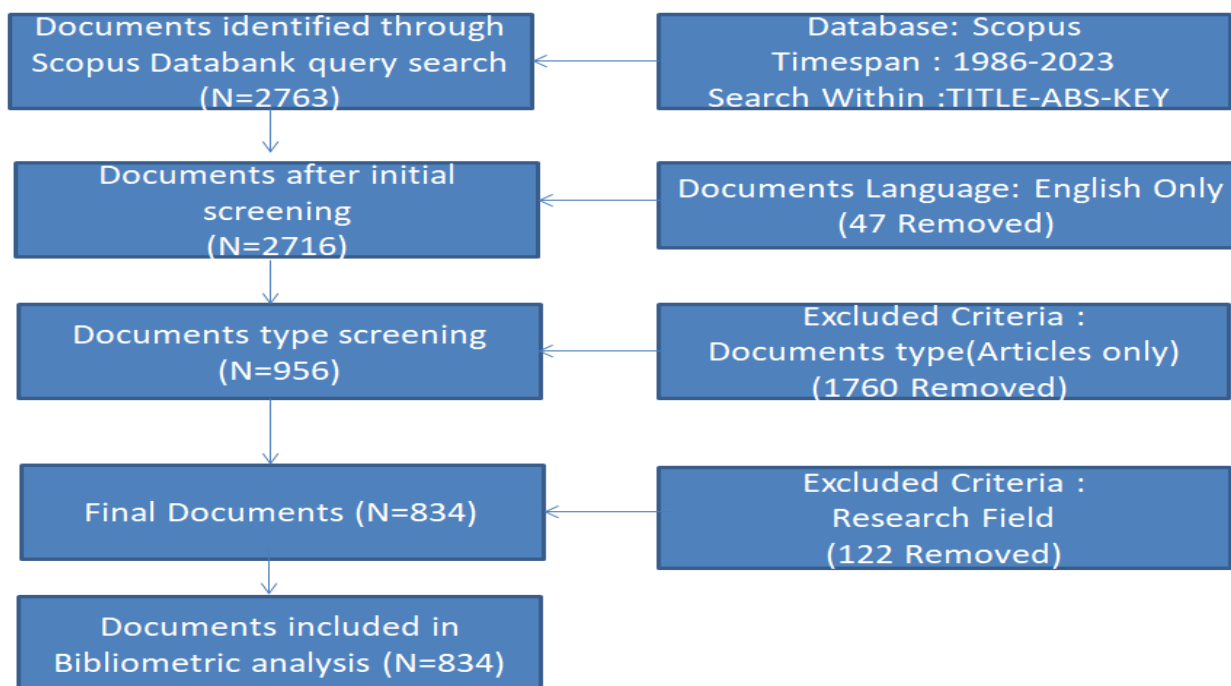 Documents identified through
Scopus Databank query search
(N=2763)
Database: Scopus
Timespan : 1986-2023
Search Within :TITLE-ABS-KEY
Documents after initial
screening
(N=2716)
Documents Language: English Only
(47 Removed)
Documents type screening
(N=956)
Excluded Criteria :
Documents type(Articles only)
(1760 Removed)
Final Documents (N=834)
Excluded Criteria :
Research Field
(122 Removed)
Documents included in
Bibliometric analysis (N=834)